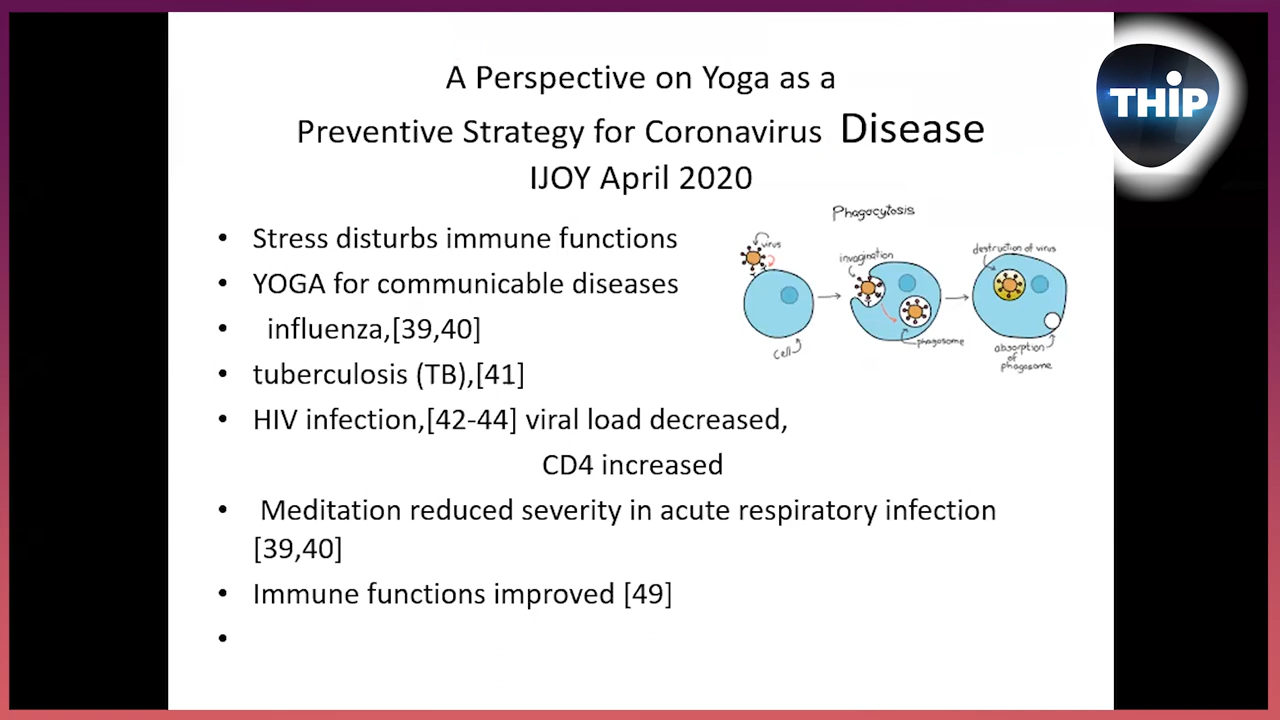 A Perspective on Yoga as a
Preventive Strategy for Coronavirus Disease
IJOY April 2020
THiP
• Stress disturbs immune functions
• YOGA for communicable diseases
• influenza,[39,40]
• tuberculosis (TB),[41]
• HIV infection,[42-44] viral load decreased,
CD4 increased
• Meditation reduced severity in acute respiratory infection
[39,40]
• Immune functions improved [49]
•
Phagocytosis
virus
cell
invagination
phagosome
destruction of virus
absorption
of
phagosome